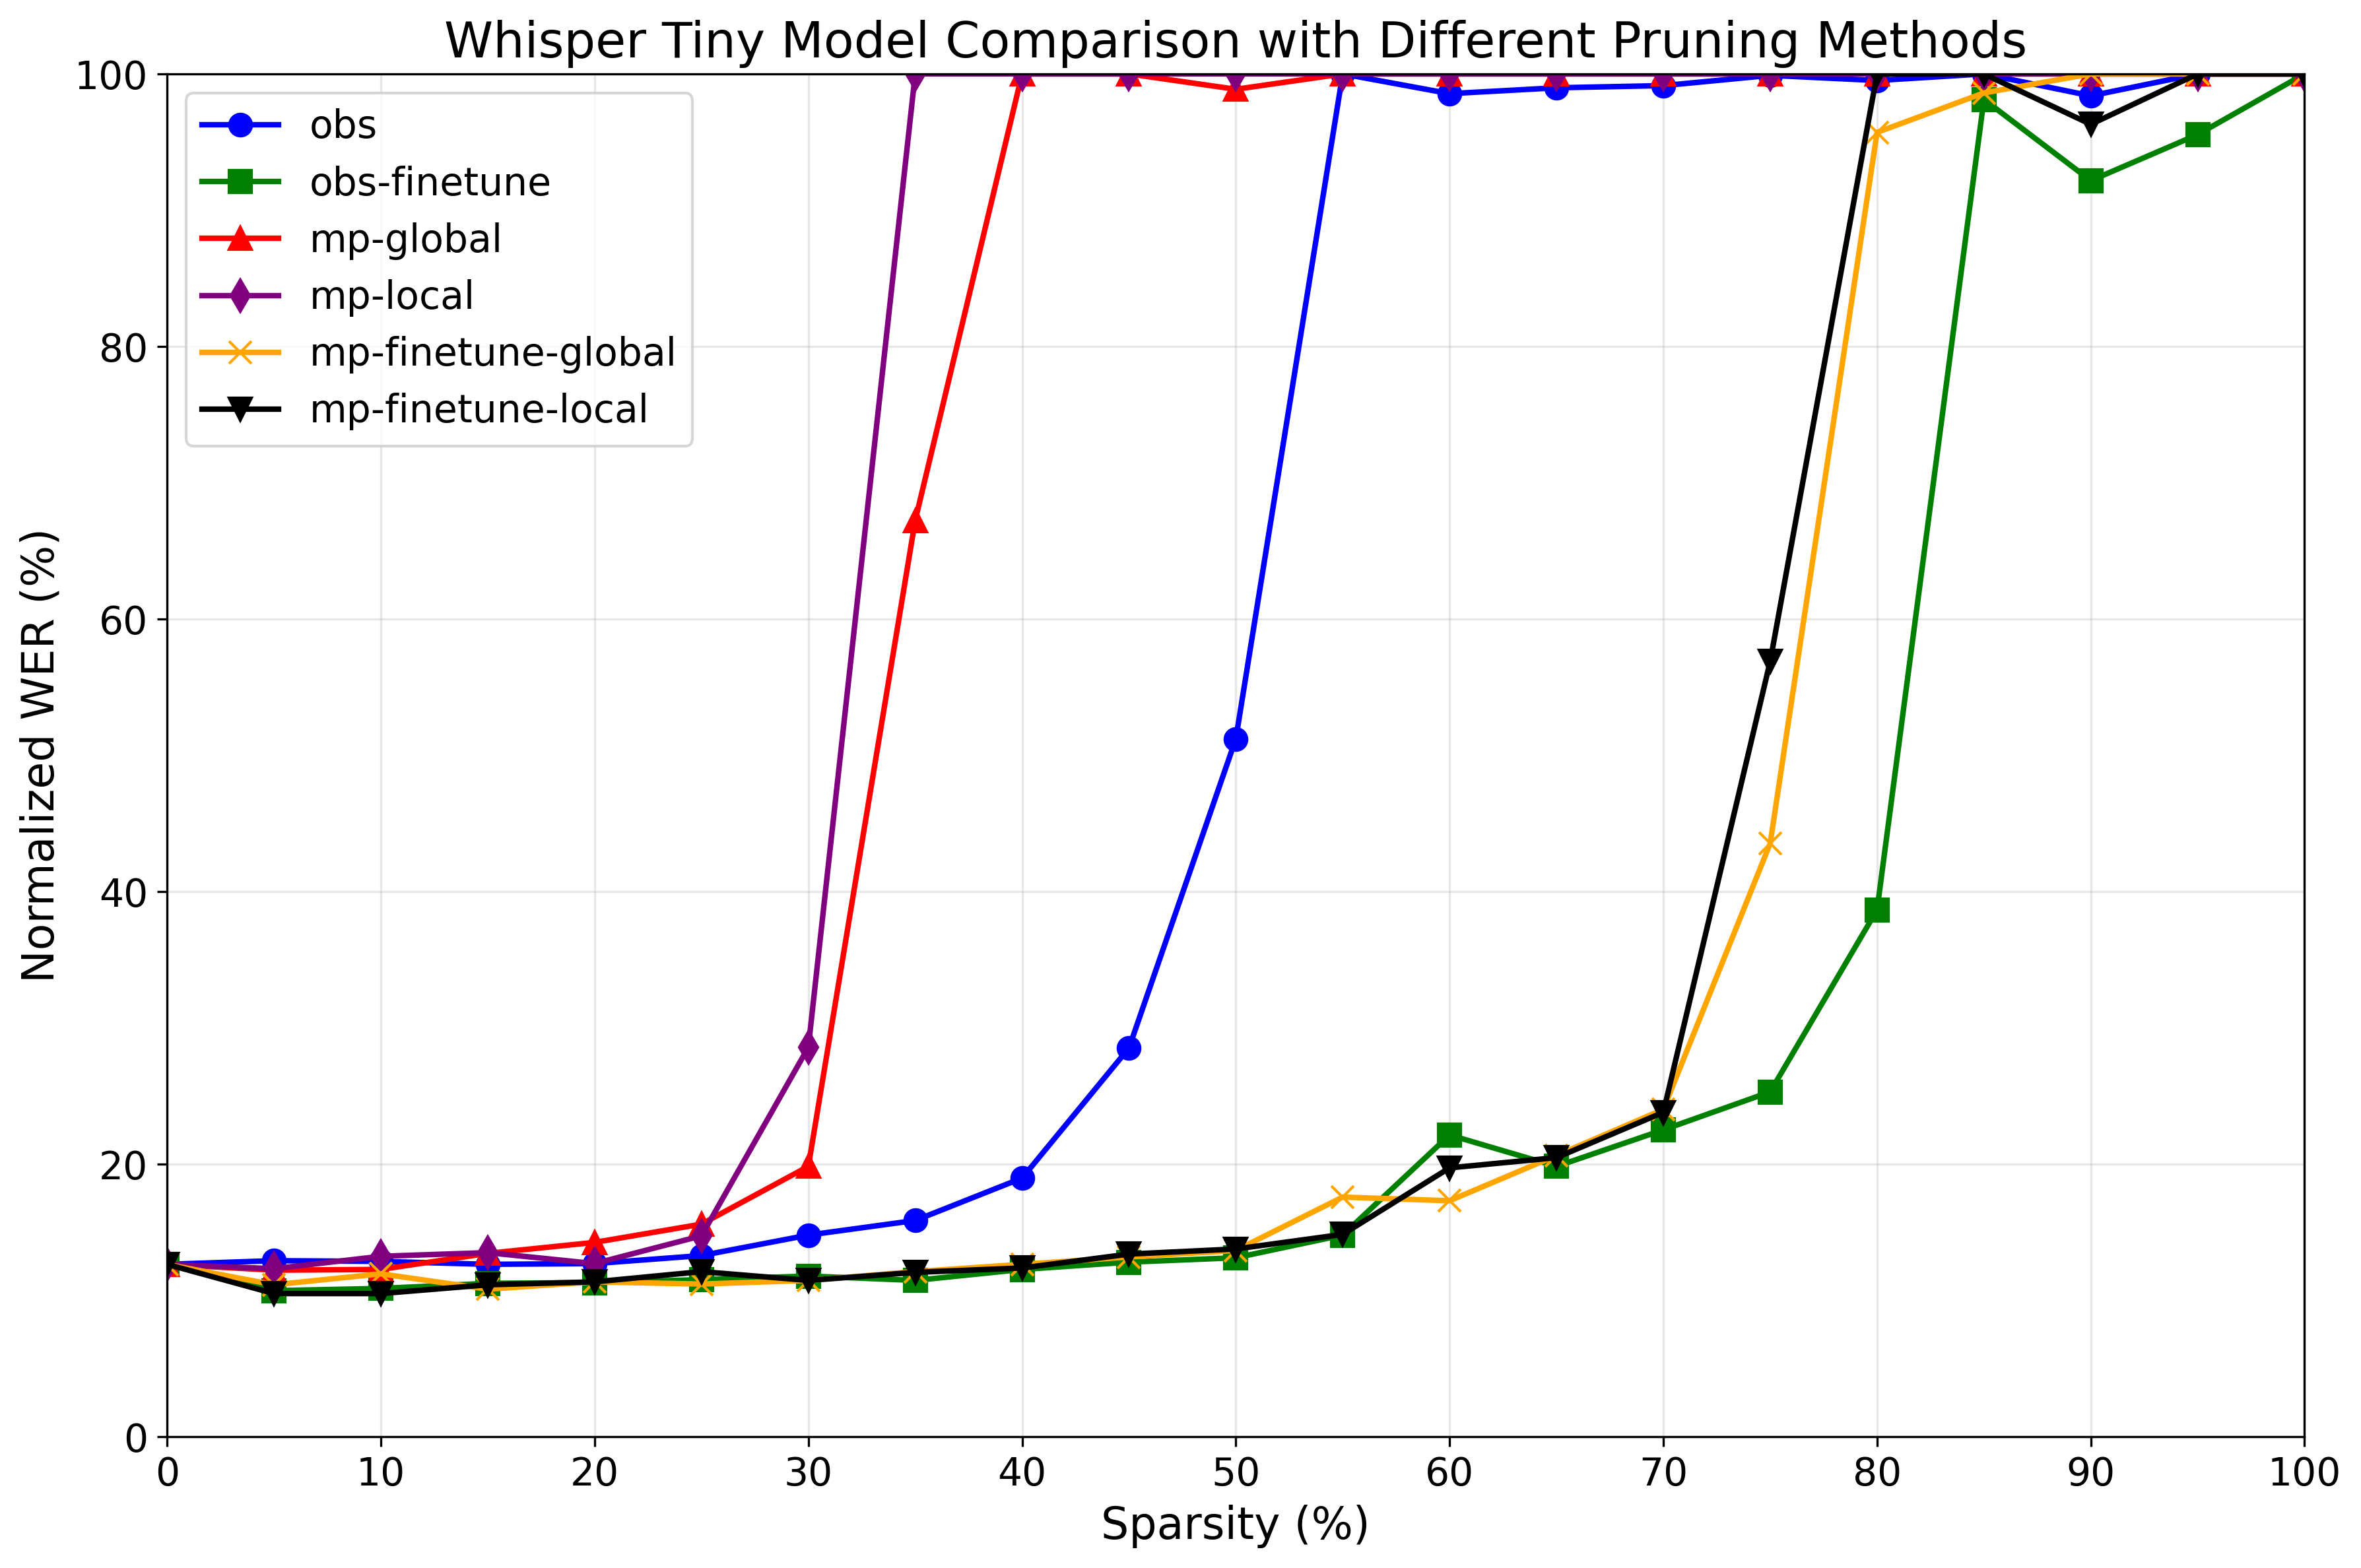 Whisper Tiny Model Comparison with Different Pruning Methods
100
80
60
40
20
0
Normalized WER (%)
obs
obs-finetune
mp-global
mp-local
mp-finetune-global
mp-finetune-local
0 10 20 30 40 50 60 70 80 90 100
Sparsity (%)